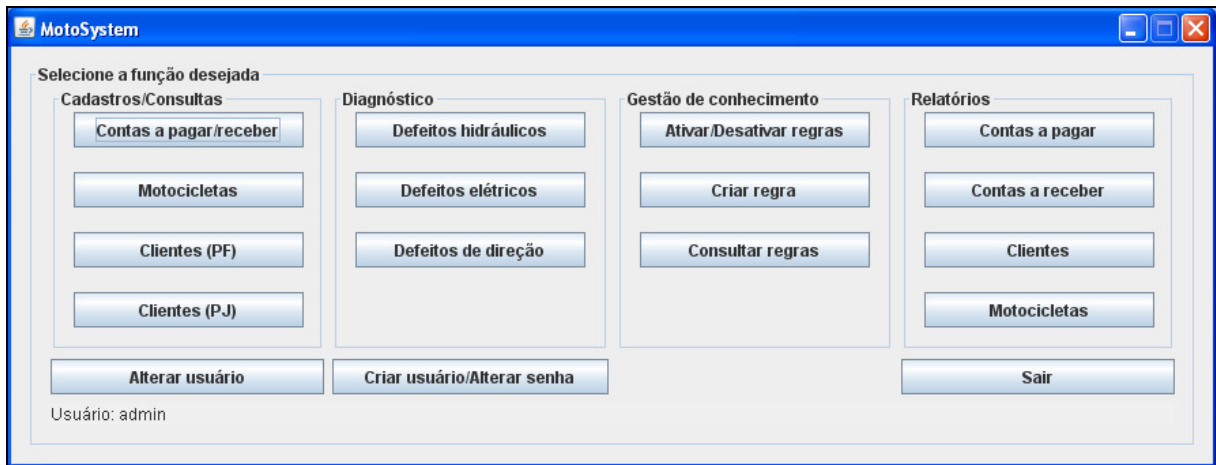 MotoSystem
Selecione a função desejada
Cadastros/Consultas
Contas a pagar/receber
Motocicletas
Clientes (PF)
Clientes (PJ)
Diagnóstico
Defeitos hidráulicos
Defeitos elétricos
Defeitos de direção
Gestão de conhecimento
Ativar/Desativar regras
Criar regra
Consultar regras
Relatórios
Contas a pagar
Contas a receber
Clientes
Motocicletas
Alterar usuário
Criar usuário/Alterar senha
Sair
Usuário: admin